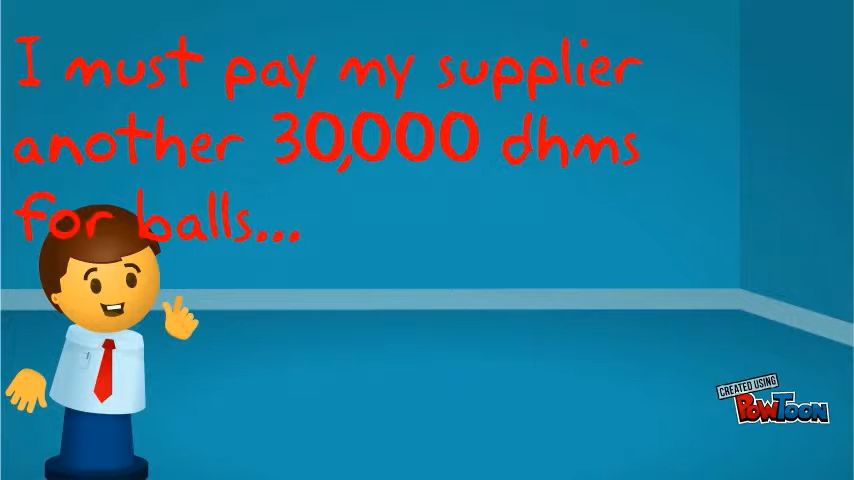 I must pay my supplier
another 30,000 dhms
for balls...
CREATED USING
POWTOON